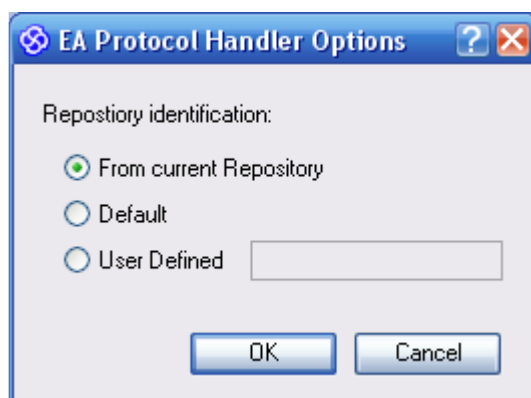 EA Protocol Handler Options
Repostiory identification:
From current Repository
Default
User Defined
OK Cancel